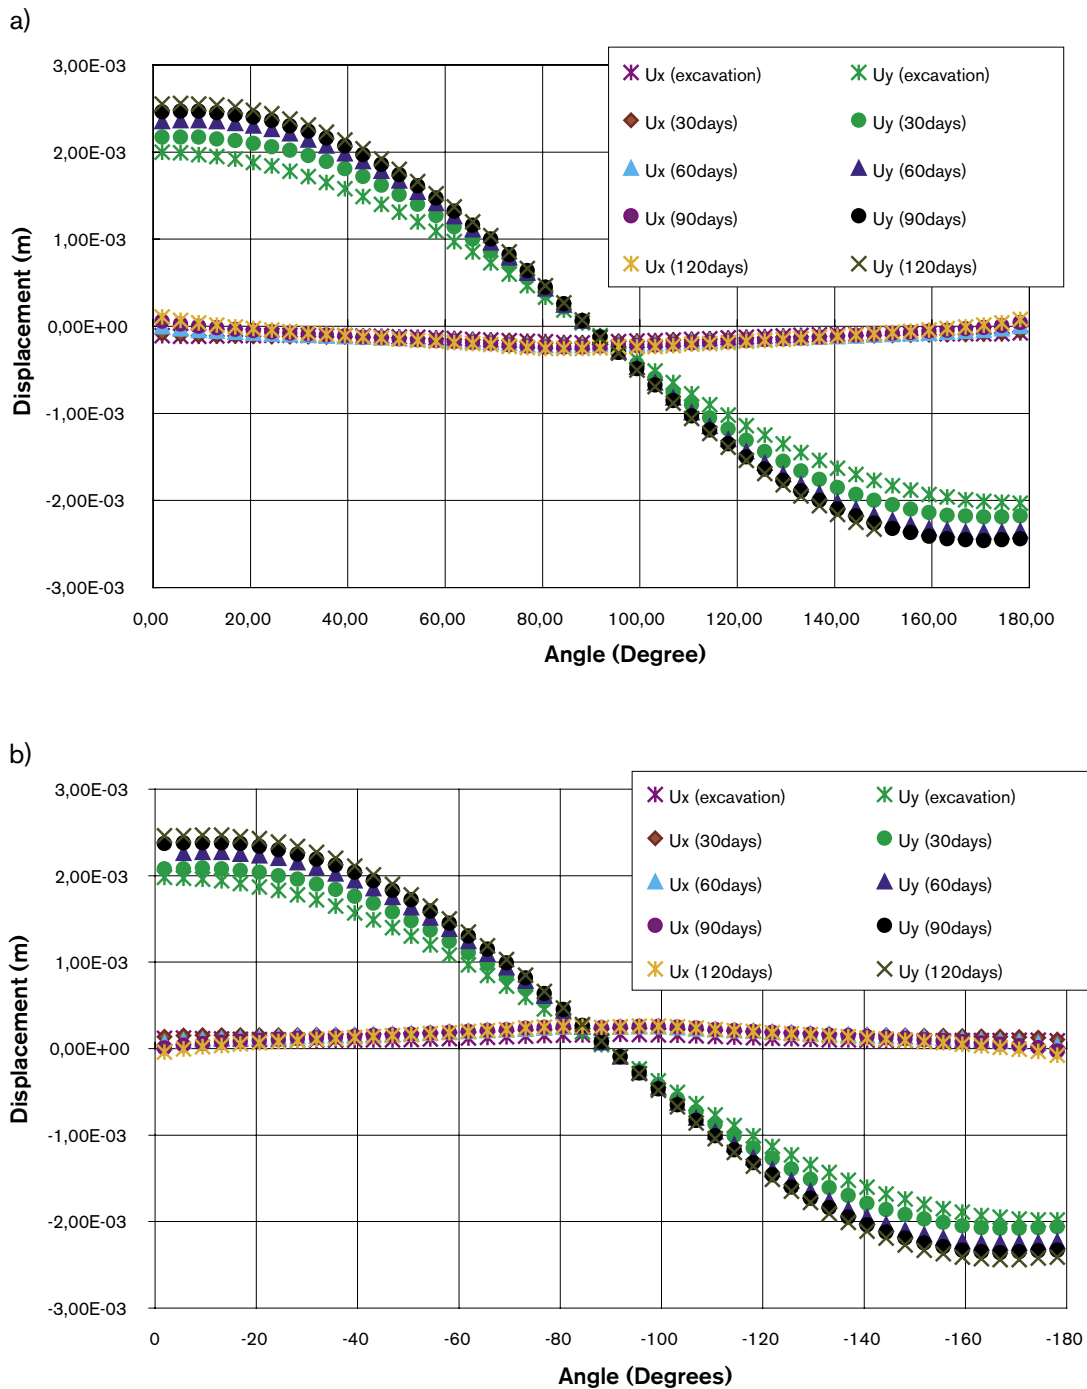 a)
3,00E-03
2,00E-03
1,00E-03
0,00E+00
-1,00E-03
-2,00E-03
-3,00E-03
Displacement (m)
Ux (excavation) Uy (excavation)
Ux (30days) Uy (30days)
Ux (60days) Uy (60days)
Ux (90days) Uy (90days)
Ux (120days) Uy (120days)
0,00 20,00 40,00 60,00 80,00 100,00 120,00 140,00 160,00 180,00
Angle (Degree)
b)
3,00E-03
2,00E-03
1,00E-03
0,00E+00
-1,00E-03
-2,00E-03
-3,00E-03
Displacement (m)
Ux (excavation) Uy (excavation)
Ux (30days) Uy (30days)
Ux (60days) Uy (60days)
Ux (90days) Uy (90days)
Ux (120days) Uy (120days)
0 -20 -40 -60 -80 -100 -120 -140 -160 -180
Angle (Degrees)